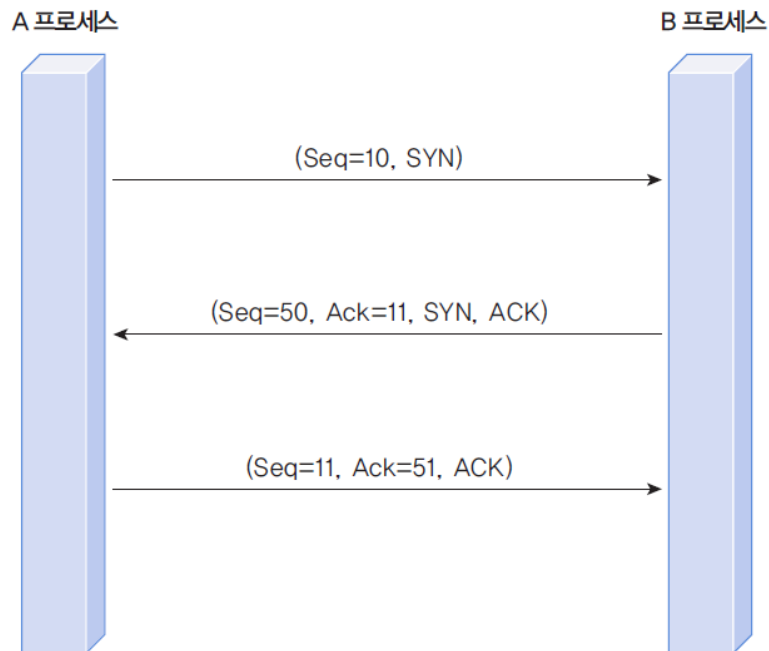 A 프로세스
B 프로세스
(Seq=10, SYN)
(Seq=50, Ack=11, SYN, ACK)
(Seq=11, Ack=51, ACK)